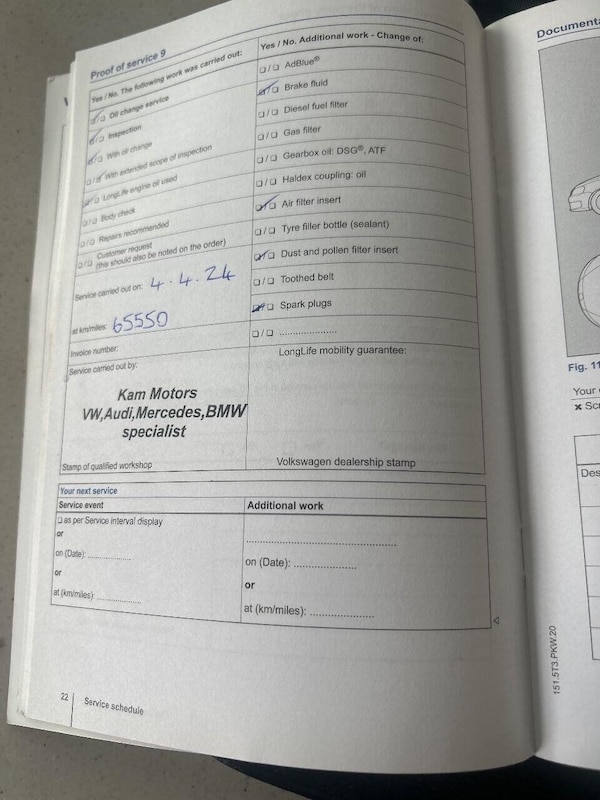 Proof of service 9
Yes / No. The following work was carried out:
Oil change service
Inspection
With oil change
With extended scope of inspection
LongLife engine oil used
Body check
Repairs recommended
Customer request
(this should also be noted on the order)
Service carried out on: 4.4.24
at km/miles: 65550
Invoice number:
Service carried out by:
Kam Motors
VW,Audi,Mercedes,BMW
specialist
Stamp of qualified workshop
Yes / No. Additional work - Change of:
AdBlue®
Brake fluid
Diesel fuel filter
Gas filter
Gearbox oil: DSG®, ATF
Haldex coupling: oil
Air filter insert
Tyre filler bottle (sealant)
Dust and pollen filter insert
Toothed belt
Spark plugs
LongLife mobility guarantee:
Volkswagen dealership stamp
Your next service
Service event
as per Service interval display
or
on (Date):
or
at (km/miles):
Additional work
on (Date):
or
at (km/miles):
22
Service schedule
151.5T3.PKW.20
Documenta
Fig. 11
Your
Scr
Des